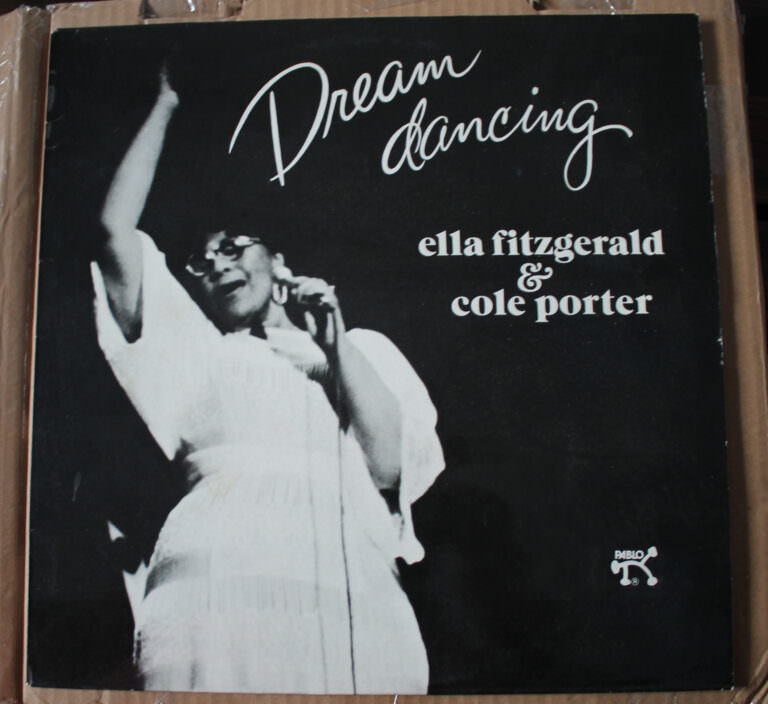 Dream
dancing
ella fitzgerald
&
cole porter
PABLO
®